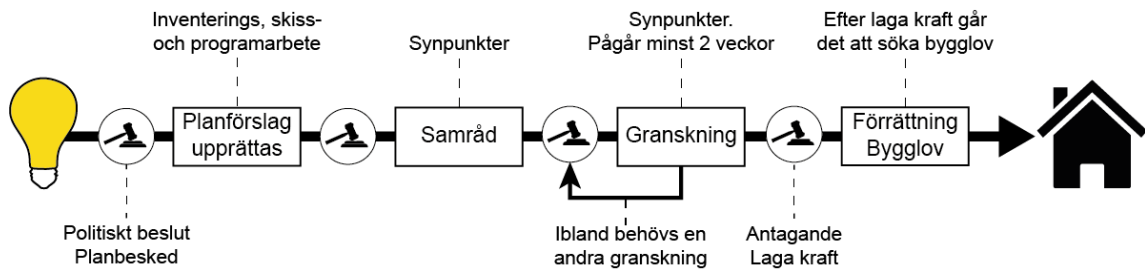 Inventerings, skiss-
och programarbete
Synpunkter
Synpunkter.
Pågår minst 2 veckor
Efter laga kraft går
det att söka bygglov
Planförslag
upprättas
Samråd
Granskning
Förrättning
Bygglov
Politiskt beslut
Planbesked
Ibland behövs en
andra granskning
Antagande
Laga kraft